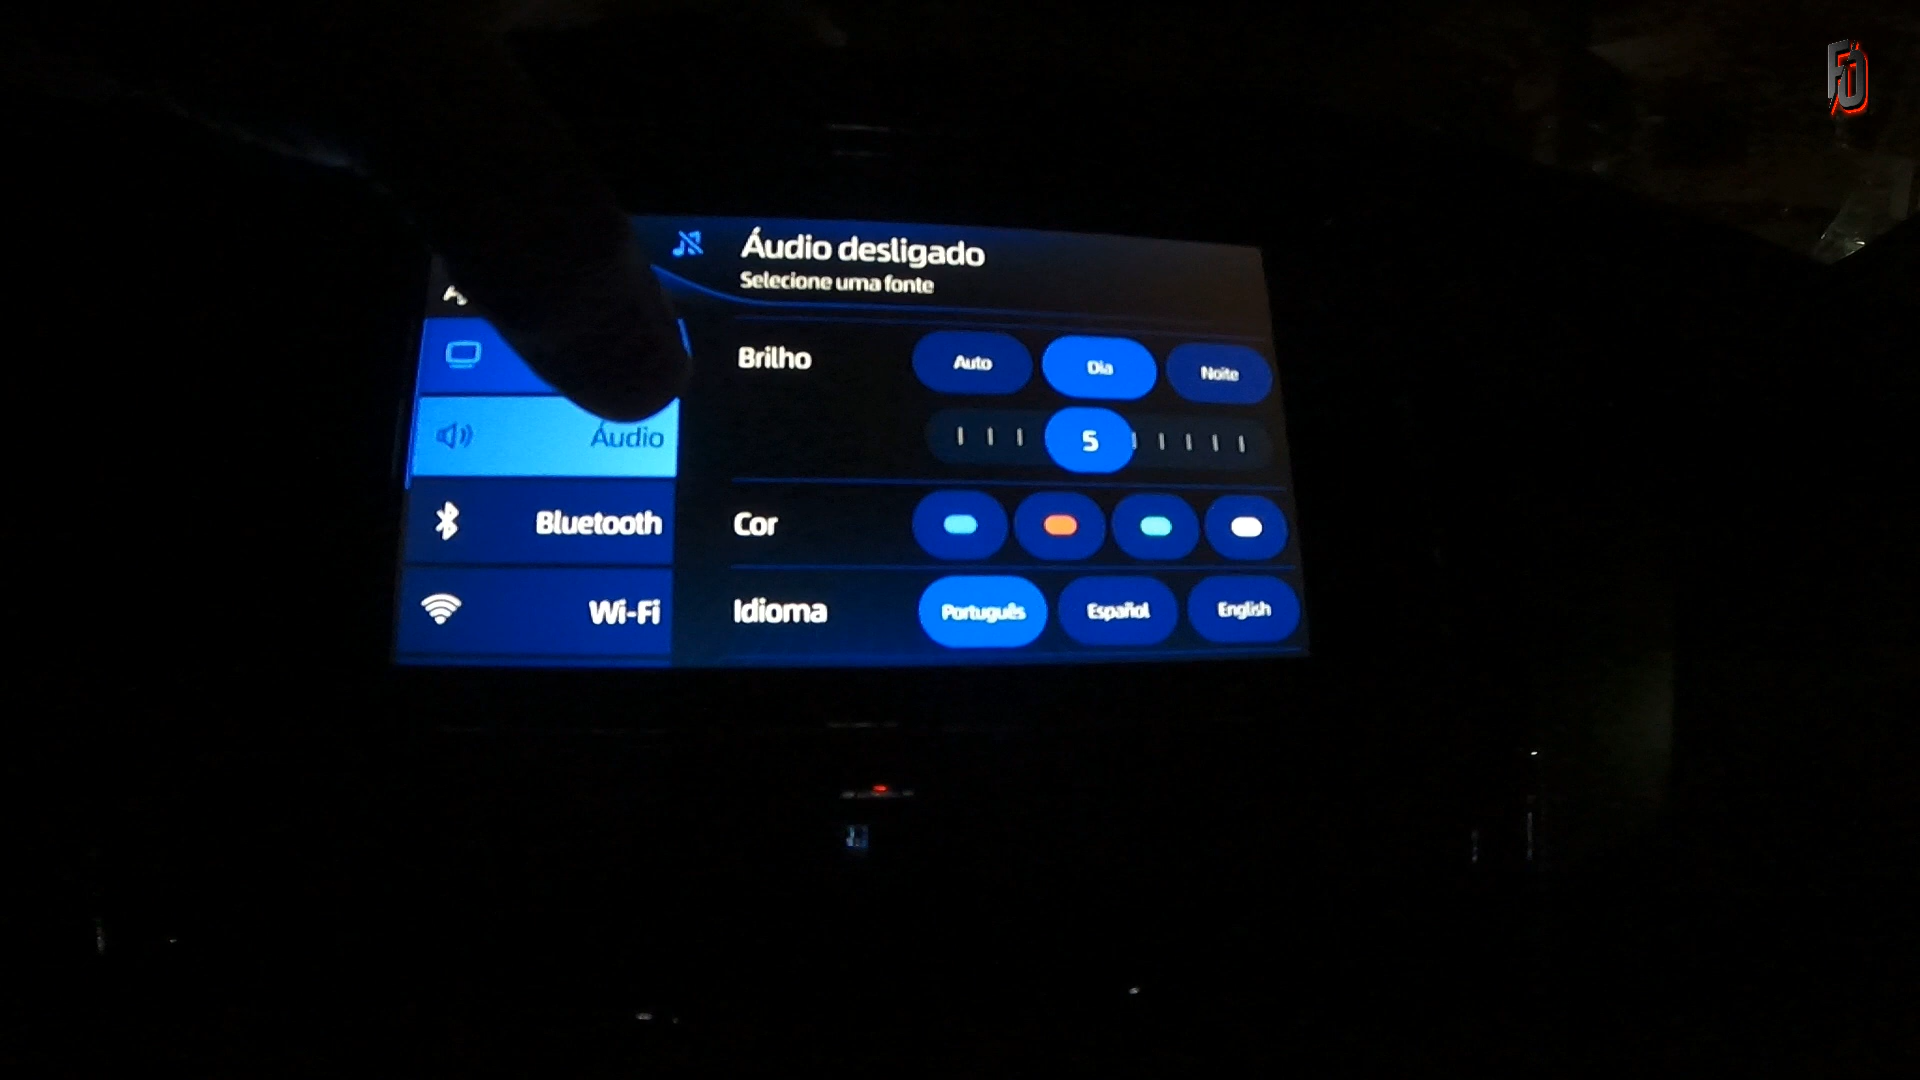 Áudio desligado
Selecione uma fonte
Brilho
Auto
Dia
Noite
5
Áudio
Bluetooth
Cor
Wi-Fi
Idioma
Português
Español
English